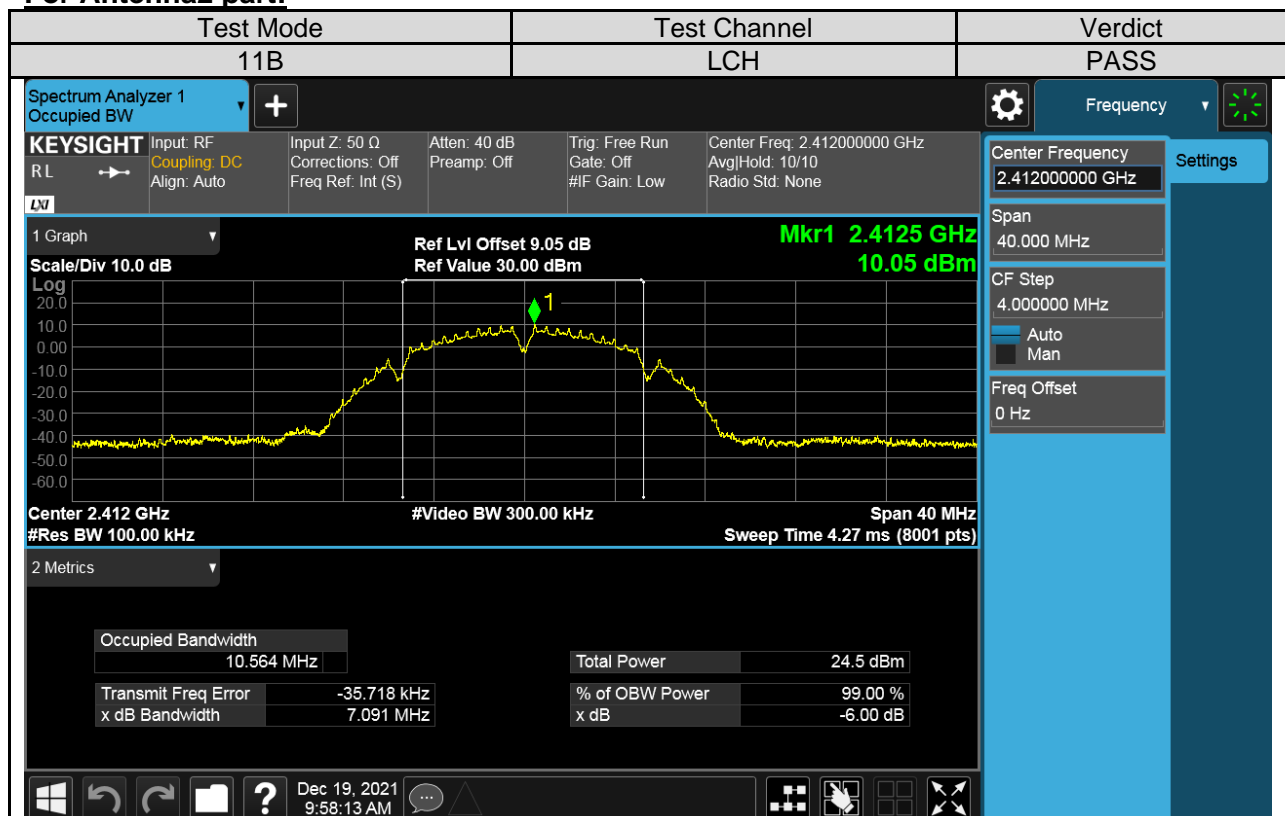 For Antenna2 part:
Test Mode Test Channel Verdict
11B LCH PASS
Spectrum Analyzer 1
Occupied BW
Frequency
KEYSIGHT
RL
LXI
Input: RF
Coupling: DC
Align: Auto
Input Z: 50 Ω
Corrections: Off
Freq Ref: Int (S)
Atten: 40 dB
Preamp: Off
Trig: Free Run
Gate: Off
#IF Gain: Low
Center Freq: 2.412000000 GHz
Avg|Hold: 10/10
Radio Std: None
Center Frequency
2.412000000 GHz
Settings
Span
40.000 MHz
CF Step
4.000000 MHz
Auto
Man
Freq Offset
0 Hz
1 Graph
Scale/Div 10.0 dB
Ref Lvl Offset 9.05 dB
Ref Value 30.00 dBm
Mkr1 2.4125 GHz
10.05 dBm
Log
20.0
10.0
0.00
-10.0
-20.0
-30.0
-40.0
-50.0
-60.0
1
Center 2.412 GHz
#Res BW 100.00 kHz
#Video BW 300.00 kHz
Span 40 MHz
Sweep Time 4.27 ms (8001 pts)
2 Metrics
Occupied Bandwidth
10.564 MHz
Total Power 24.5 dBm
Transmit Freq Error -35.718 kHz
% of OBW Power 99.00 %
x dB Bandwidth 7.091 MHz
x dB -6.00 dB
?
Dec 19, 2021
9:58:13 AM